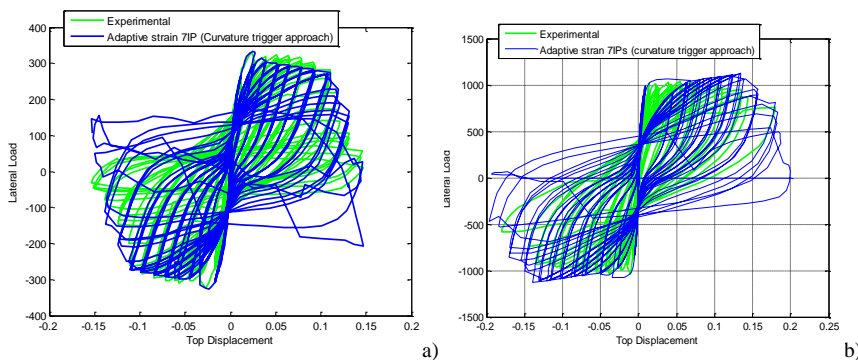 Experimental
Adaptive strain 7IP (Curvature trigger approach)
400
300
200
100
0
-100
-200
-300
-400
Lateral Load
-0.2 -0.15 -0.1 -0.05 0 0.05 0.1 0.15 0.2
Top Displacement
a)
Experimental
Adaptive stran 7IPs (curvature trigger approach)
1500
1000
500
0
-500
-1000
-1500
Lateral Load
-0.2 -0.15 -0.1 -0.05 0 0.05 0.1 0.15 0.2 0.25
Top Displacement
b)